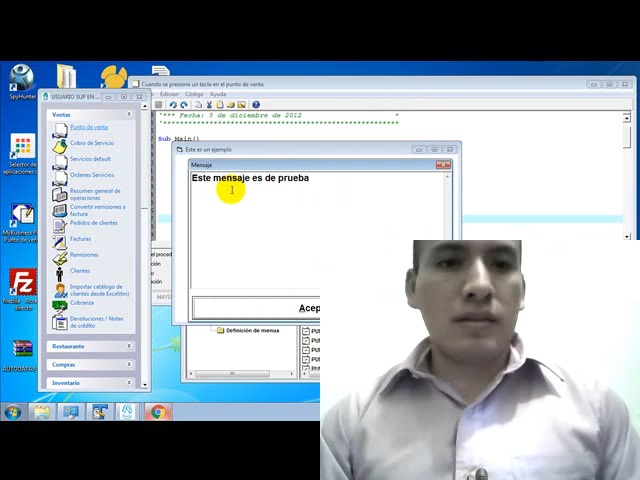 Cuando se presiona un tecla en el punto de venta
Edicion Código Ayuda
SpyHunter
USUARIO SUP EN ...
Ventas
Punto de venta
Cobro de Servicio
Servicios default
Ordenes Servicios
Resumen general de
operaciones
Convertir remisiones a
factura
Pedidos de clientes
Facturas
Remisiones
Clientes
Importar catálogo de
clientes desde Excel(tm)
Cobranza
Devoluciones / Notas
de crédito
Restaurante
Compras
Inventario
Selector de
aplicaciones
MyBusiness P
Punto de ven
filezilla
directo
'*** Fecha: 5 de diciembre de 2012 *
Sub Main()
Este es un ejemplo
Mensaje
Este mensaje es de prueba
Acep
Definición de menus